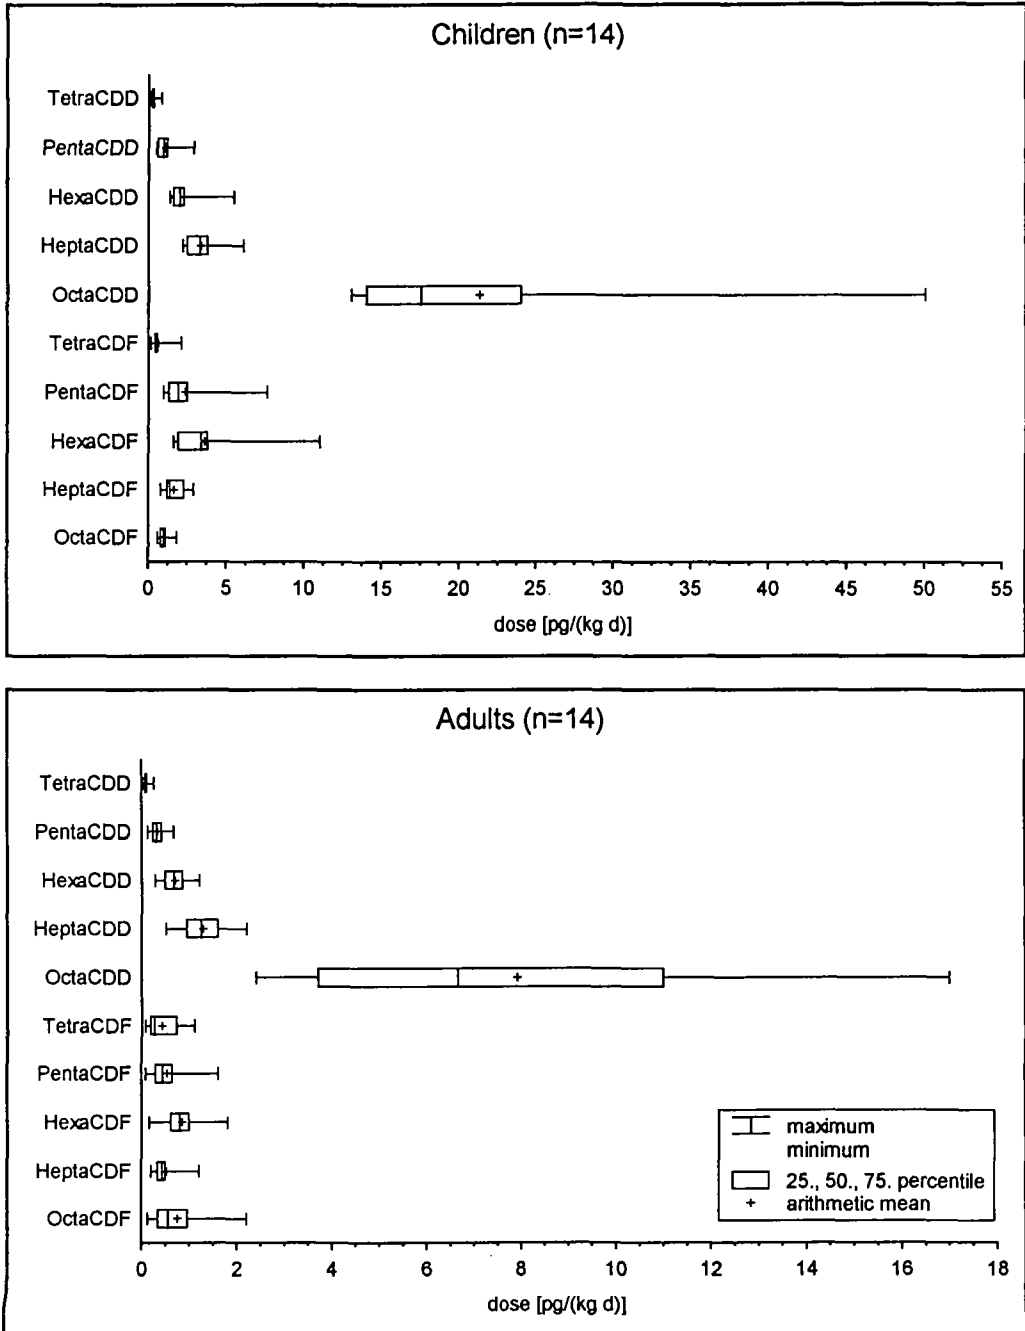 Children (n=14)
TetraCDD
PentaCDD
HexaCDD
HeptaCDD
OctaCDD
TetraCDF
PentaCDF
HexaCDF
HeptaCDF
OctaCDF
0 5 10 15 20 25 30 35 40 45 50 55
dose [pg/(kg d)]
Adults (n=14)
TetraCDD
PentaCDD
HexaCDD
HeptaCDD
OctaCDD
TetraCDF
PentaCDF
HexaCDF
HeptaCDF
OctaCDF
maximum
minimum
25., 50., 75. percentile
arithmetic mean
0 2 4 6 8 10 12 14 16 18
dose [pg/(kg d)]